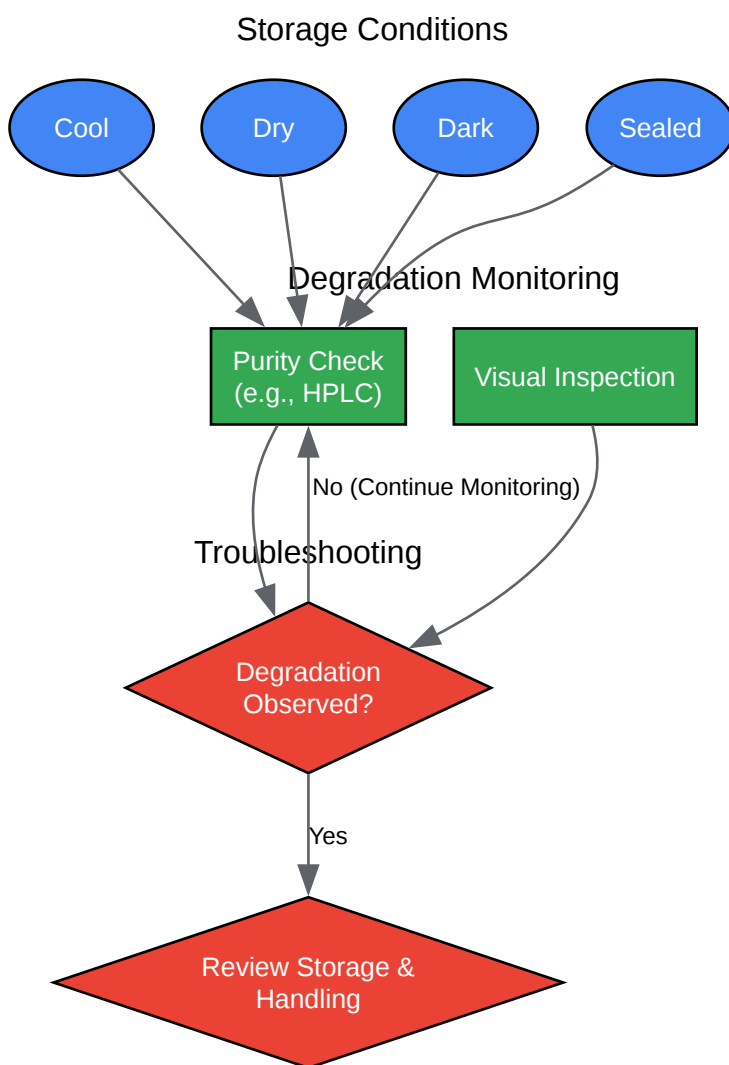 Storage Conditions
Cool
Dry
Dark
Sealed
Degradation Monitoring
Purity Check
(e.g., HPLC)
Visual Inspection
No (Continue Monitoring)
Troubleshooting
Degradation
Observed?
Yes
Review Storage &
Handling